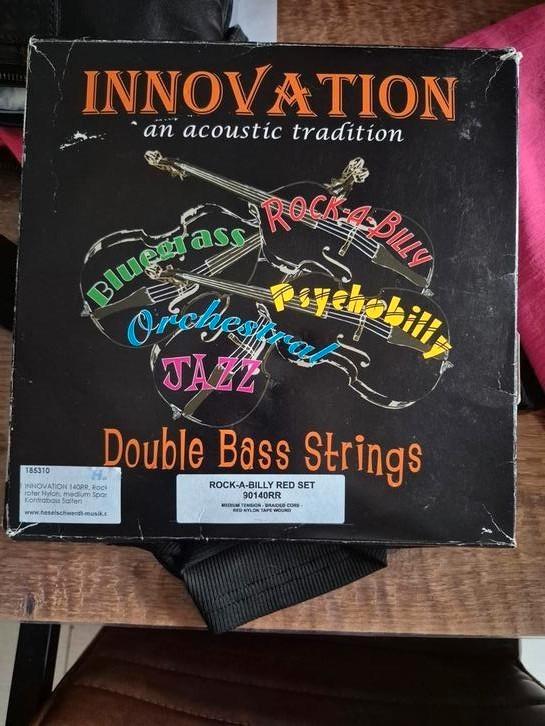 INNOVATION
an acoustic tradition
ROCK-A-BILLY
Bluegrass
Psychobilly
Orchestral
JAZZ
Double Bass Strings
185310
INNOVATION 140RR, Rock
roter Nylon, medium Span
Kontrabass Saiten
www.heselschwerdt-musik.c
ROCK-A-BILLY RED SET
90140RR
MEDIUM TENSION - BRAIDED CORE -
RED NYLON TAPE WOUND